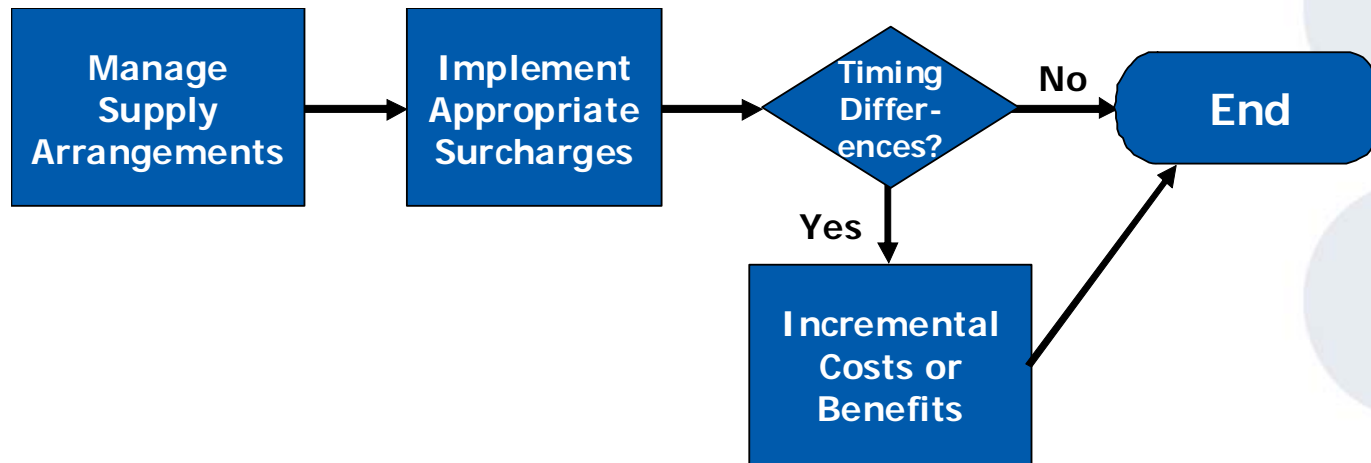 Manage
Supply
Arrangements
Implement
Appropriate
Surcharges
Timing
Differ-
ences?
No
End
Yes
Incremental
Costs or
Benefits